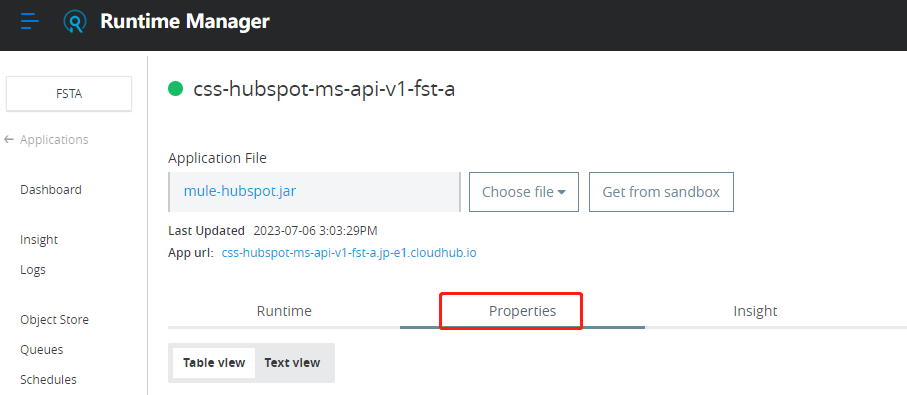 Runtime Manager
FSTA
Applications
Dashboard
Insight
Logs
Object Store
Queues
Schedules
css-hubspot-ms-api-v1-fst-a
Application File
mule-hubspot.jar
Choose file
Get from sandbox
Last Updated 2023-07-06 3:03:29PM
App url: css-hubspot-ms-api-v1-fst-a.jp-e1.cloudhub.io
Runtime
Properties
Insight
Table view
Text view